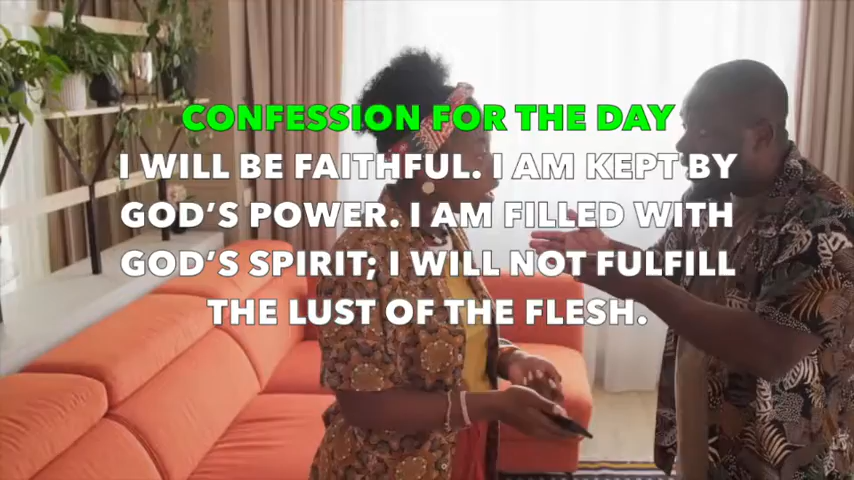 CONFESSION FOR THE DAY
I WILL BE FAITHFUL. I AM KEPT BY
GOD’S POWER. I AM FILLED WITH
GOD’S SPIRIT; I WILL NOT FULFILL
THE LUST OF THE FLESH.